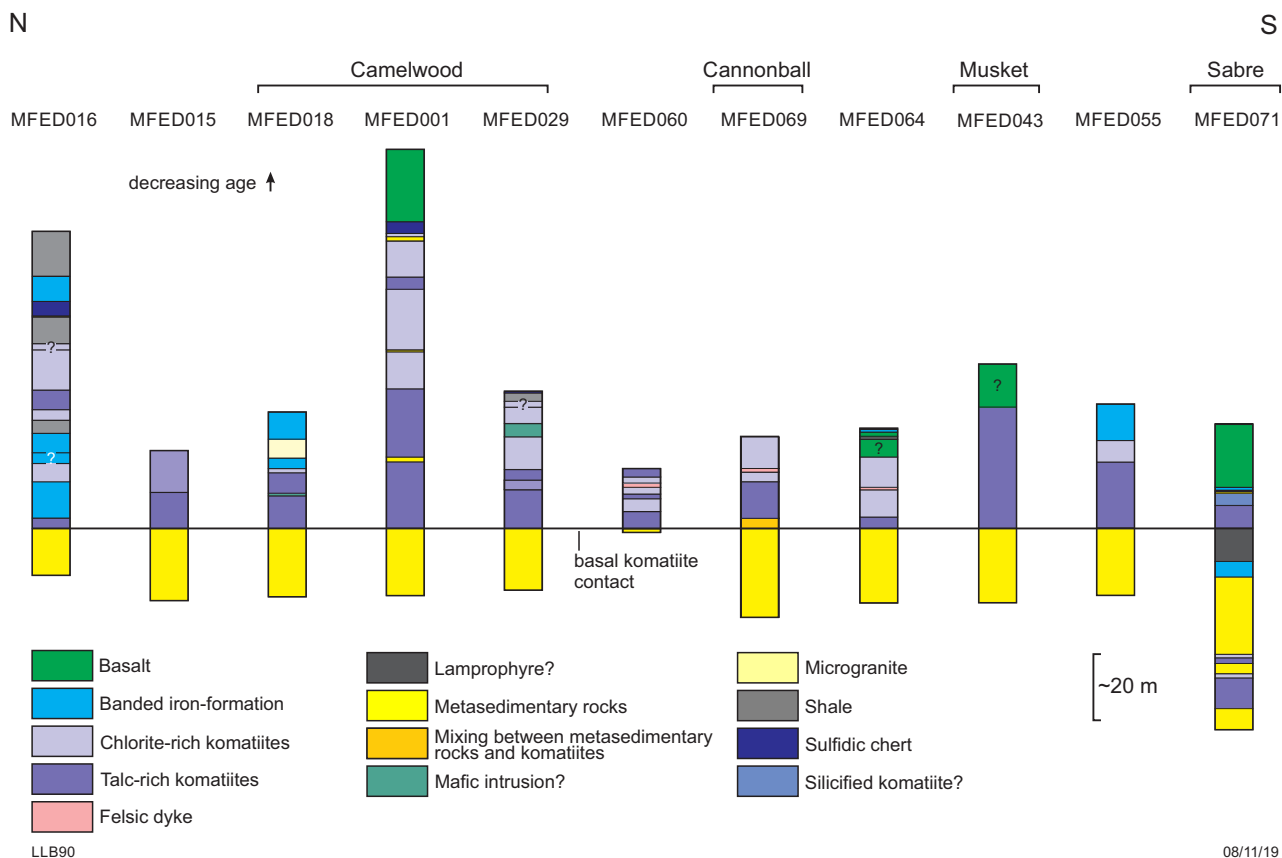 N S
Camelwood Cannonball Musket Sabre
MFED016 MFED015 MFED018 MFED001 MFED029 MFED060 MFED069 MFED064 MFED043 MFED055 MFED071
decreasing age
?
?
?
?
?
basal komatiite
contact
Basalt
Banded iron-formation
Chlorite-rich komatiites
Talc-rich komatiites
Felsic dyke
Lamprophyre?
Metasedimentary rocks
Mixing between metasedimentary
rocks and komatiites
Mafic intrusion?
Microgranite
Shale
Sulfidic chert
Silicified komatiite?
~20 m
LLB90
08/11/19